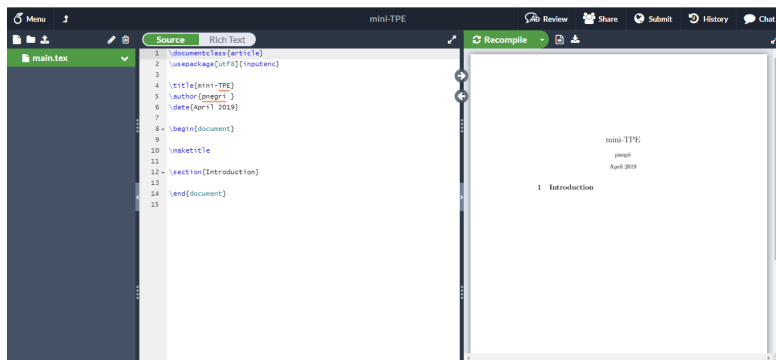 Menu
mini-TPE
Review
Share
Submit
History
Chat
Source
Rich Text
Recompile
main.tex
1 \documentclass{article}
2 \usepackage[utf8]{inputenc}
3
4 \title{mini-TPE}
5 \author{pnegri }
6 \date{April 2019}
7
8 \begin{document}
9
10 \maketitle
11
12 \section{Introduction}
13
14 \end{document}
15
mini-TPE
pnegri
April 2019
1 Introduction